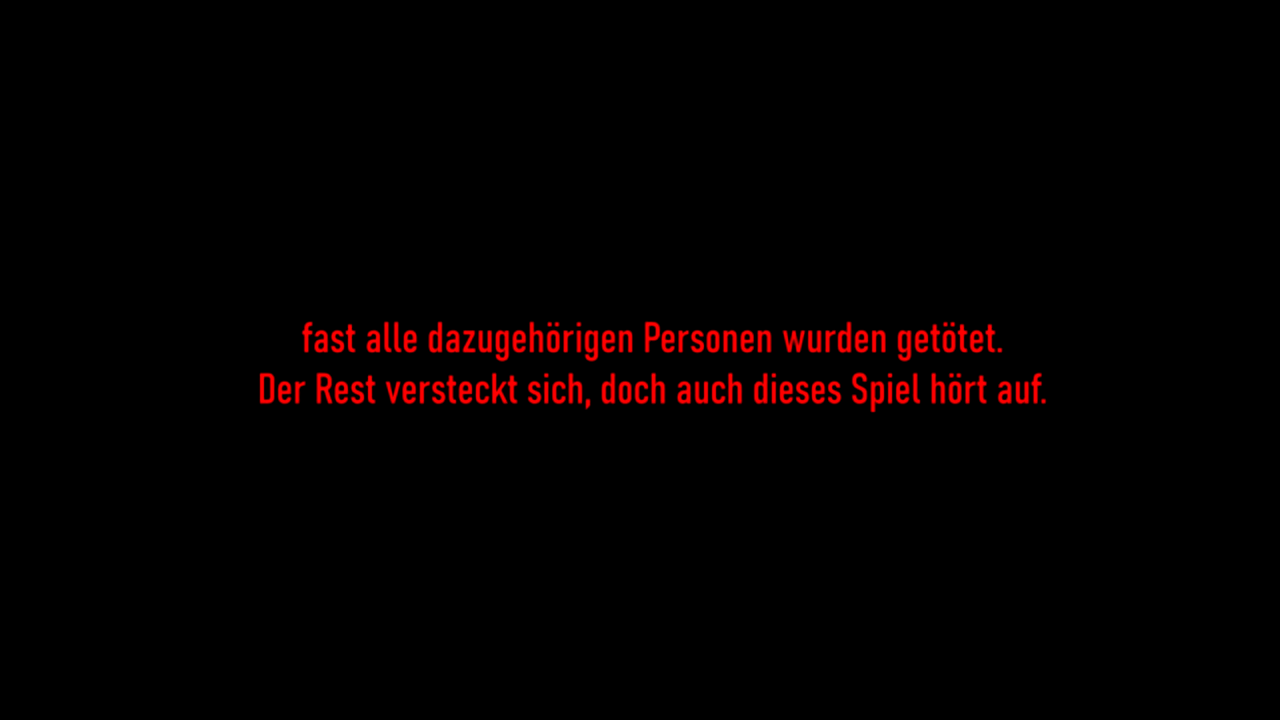 fast alle dazugehörigen Personen wurden getötet.
Der Rest versteckt sich, doch auch dieses Spiel hört auf.